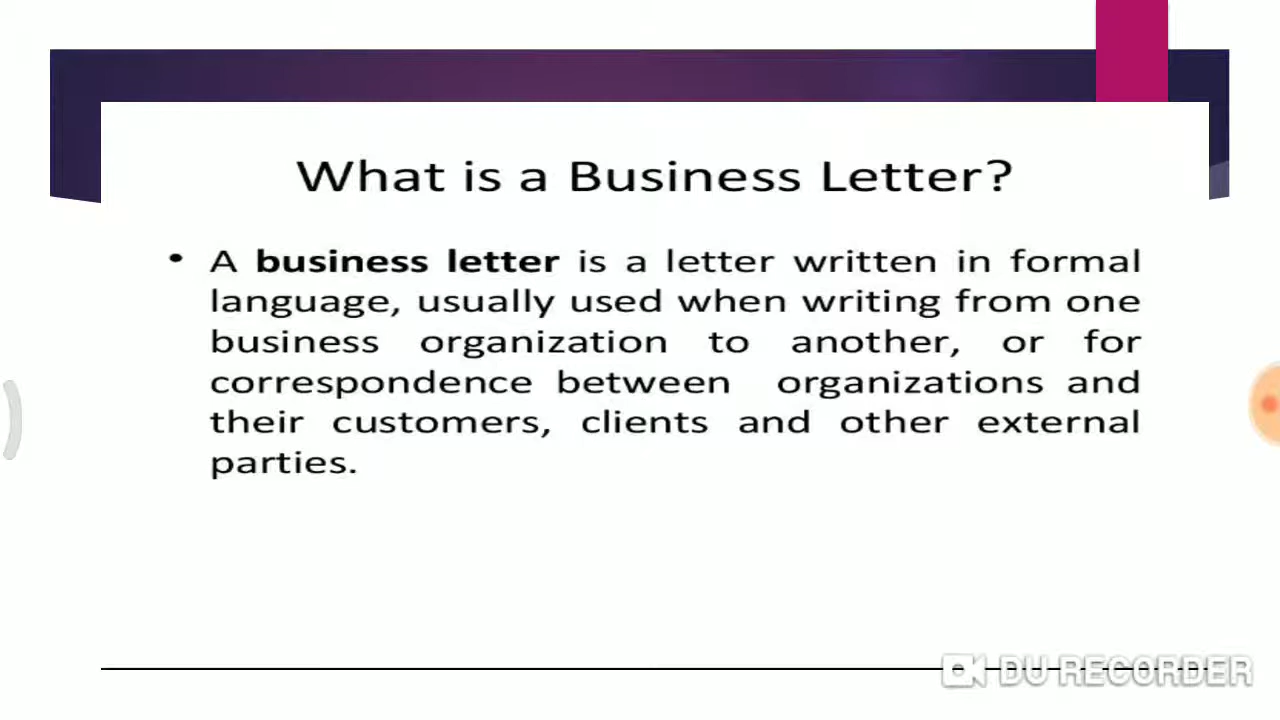 What is a Business Letter?
• A business letter is a letter written in formal
language, usually used when writing from one
business organization to another, or for
correspondence between organizations and
their customers, clients and other external
parties.
DU RECORDER